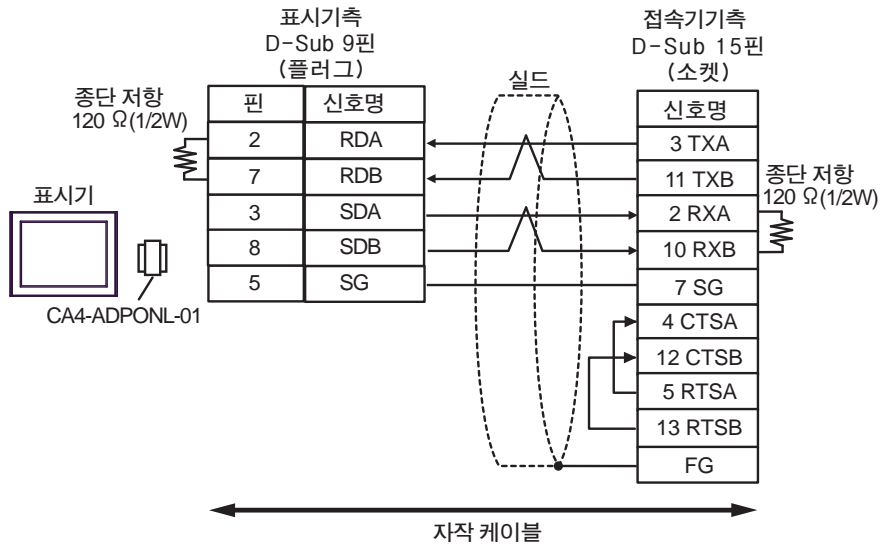 표시기측
D-Sub 9핀
(플러그)
접속기기측
D-Sub 15핀
(소켓)
실드
종단 저항
120 Ω(1/2W)
핀 신호명
2 RDA
7 RDB
3 SDA
8 SDB
5 SG
신호명
3 TXA
11 TXB
2 RXA
10 RXB
7 SG
4 CTSA
12 CTSB
5 RTSA
13 RTSB
FG
종단 저항
120 Ω(1/2W)
표시기
CA4-ADPONL-01
자작 케이블